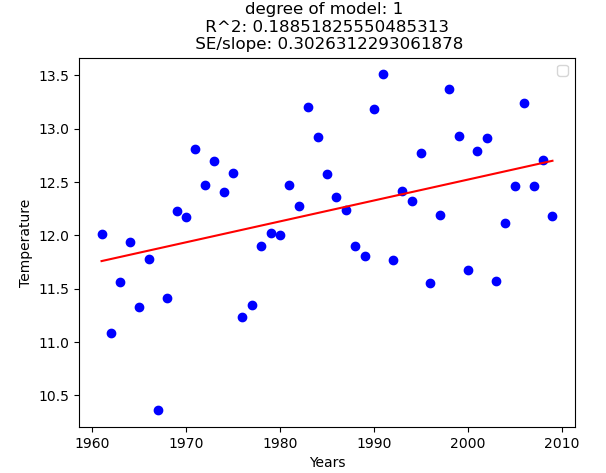 degree of model: 1
R^2: 0.18851825550485313
SE/slope: 0.3026312293061878
13.5
13.0
12.5
12.0
11.5
11.0
10.5
Temperature
1960 1970 1980 1990 2000 2010
Years